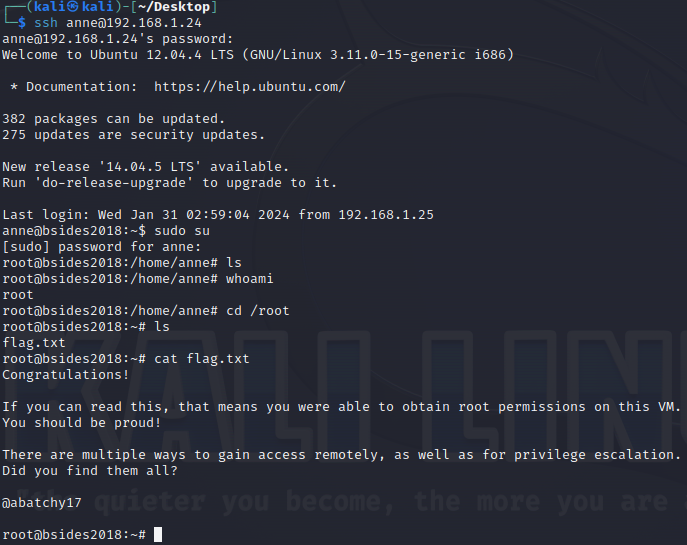 ┌──(kali㉿kali)-[~/Desktop]
└─$ ssh anne@192.168.1.24
anne@192.168.1.24's password:
Welcome to Ubuntu 12.04.4 LTS (GNU/Linux 3.11.0-15-generic i686)
* Documentation:  https://help.ubuntu.com/
382 packages can be updated.
275 updates are security updates.
New release '14.04.5 LTS' available.
Run 'do-release-upgrade' to upgrade to it.
Last login: Wed Jan 31 02:59:04 2024 from 192.168.1.25
anne@bsides2018:~$ sudo su
[sudo] password for anne:
root@bsides2018:/home/anne# ls
root@bsides2018:/home/anne# whoami
root
root@bsides2018:/home/anne# cd /root
root@bsides2018:~# ls
flag.txt
root@bsides2018:~# cat flag.txt
Congratulations!
If you can read this, that means you were able to obtain root permissions on this VM.
You should be proud!
There are multiple ways to gain access remotely, as well as for privilege escalation.
Did you find them all?
@abatchy17
root@bsides2018:~#
KALI LIN
quieter you become, the more you are